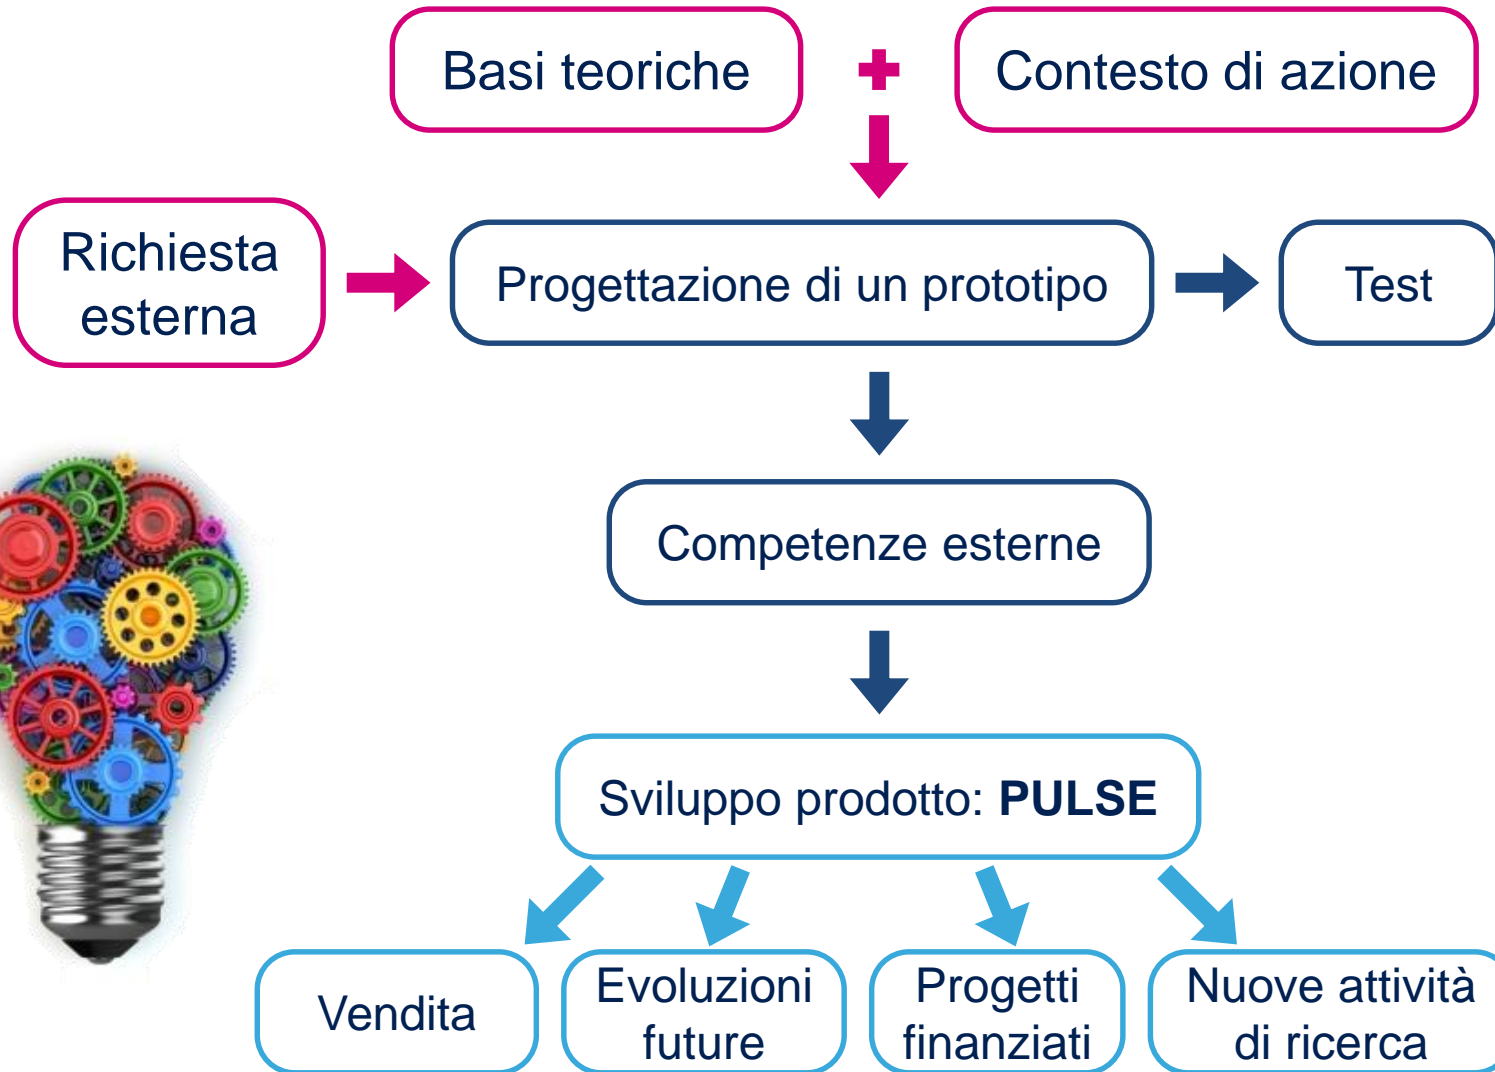 Basi teoriche
Contesto di azione
Richiesta
esterna
Progettazione di un prototipo
Test
Competenze esterne
Sviluppo prodotto: PULSE
Vendita
Evoluzioni
future
Progetti
finanziati
Nuove attività
di ricerca